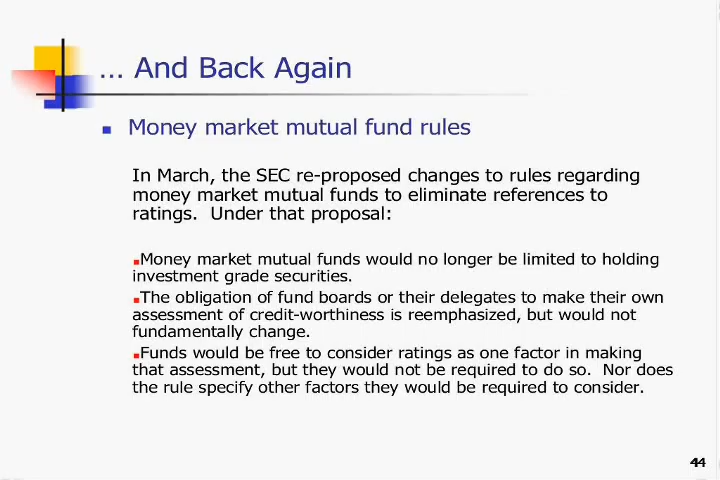 ... And Back Again
Money market mutual fund rules
In March, the SEC re-proposed changes to rules regarding
money market mutual funds to eliminate references to
ratings. Under that proposal:
Money market mutual funds would no longer be limited to holding
investment grade securities.
The obligation of fund boards or their delegates to make their own
assessment of credit-worthiness is reemphasized, but would not
fundamentally change.
Funds would be free to consider ratings as one factor in making
that assessment, but they would not be required to do so. Nor does
the rule specify other factors they would be required to consider.
44